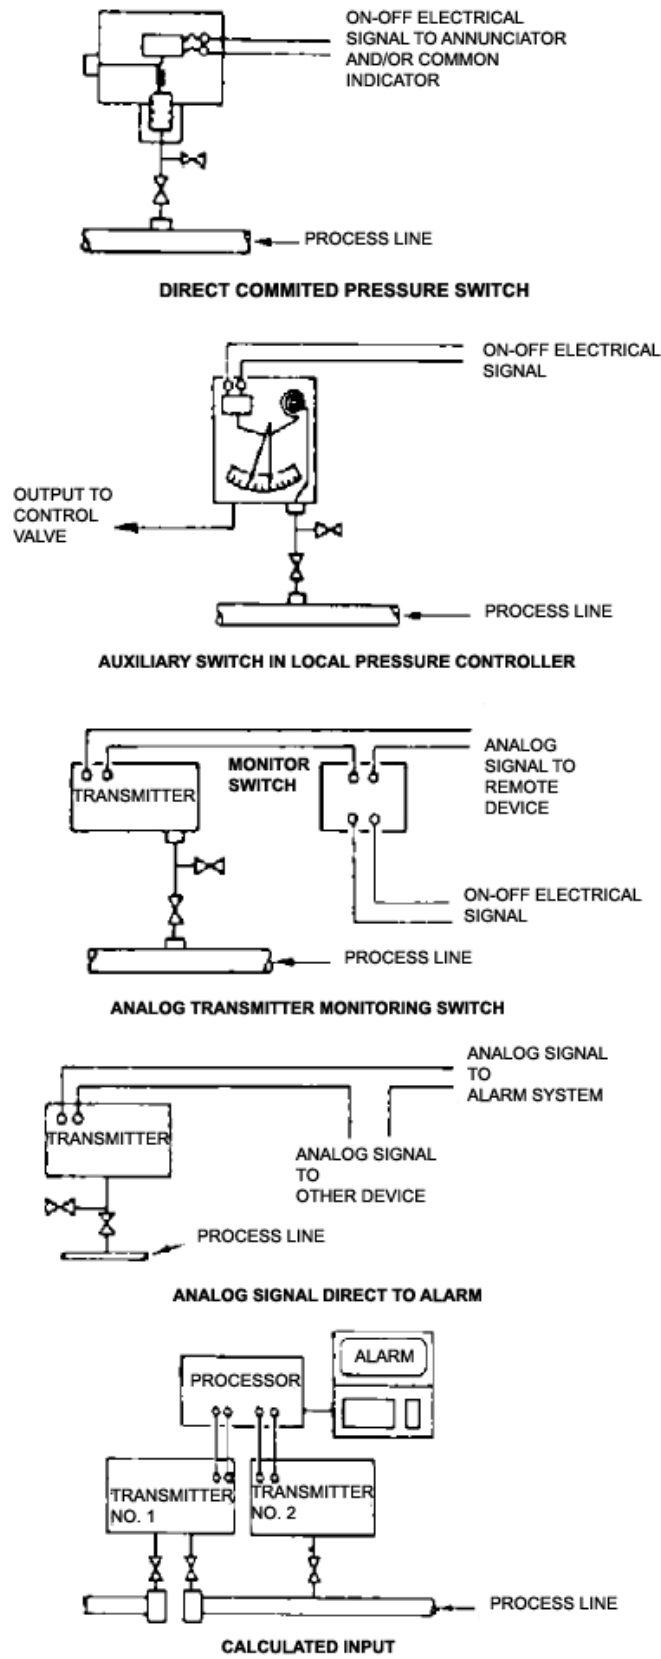 ON-OFF ELECTRICAL
SIGNAL TO ANNUNCIATOR
AND/OR COMMON
INDICATOR
PROCESS LINE
DIRECT COMMITED PRESSURE SWITCH
ON-OFF ELECTRICAL
SIGNAL
OUTPUT TO
CONTROL
VALVE
PROCESS LINE
AUXILIARY SWITCH IN LOCAL PRESSURE CONTROLLER
MONITOR
SWITCH
TRANSMITTER
ANALOG
SIGNAL TO
REMOTE
DEVICE
ON-OFF ELECTRICAL
SIGNAL
PROCESS LINE
ANALOG TRANSMITTER MONITORING SWITCH
ANALOG SIGNAL
TO
ALARM SYSTEM
TRANSMITTER
ANALOG SIGNAL
TO
OTHER DEVICE
PROCESS LINE
ANALOG SIGNAL DIRECT TO ALARM
ALARM
PROCESSOR
TRANSMITTER
NO. 1
TRANSMITTER
NO. 2
PROCESS LINE
CALCULATED INPUT